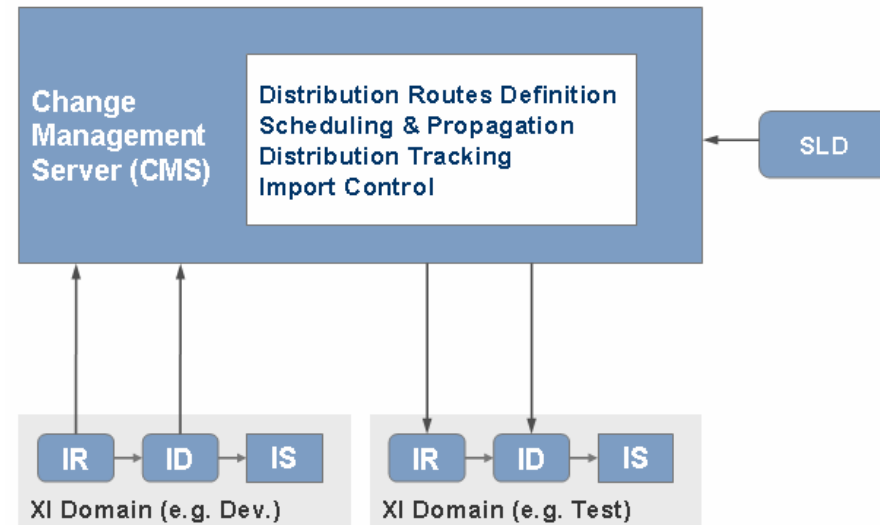 Change
Management
Server (CMS)
Distribution Routes Definition
Scheduling & Propagation
Distribution Tracking
Import Control
SLD
IR
ID
IS
XI Domain (e.g. Dev.)
IR
ID
IS
XI Domain (e.g. Test)